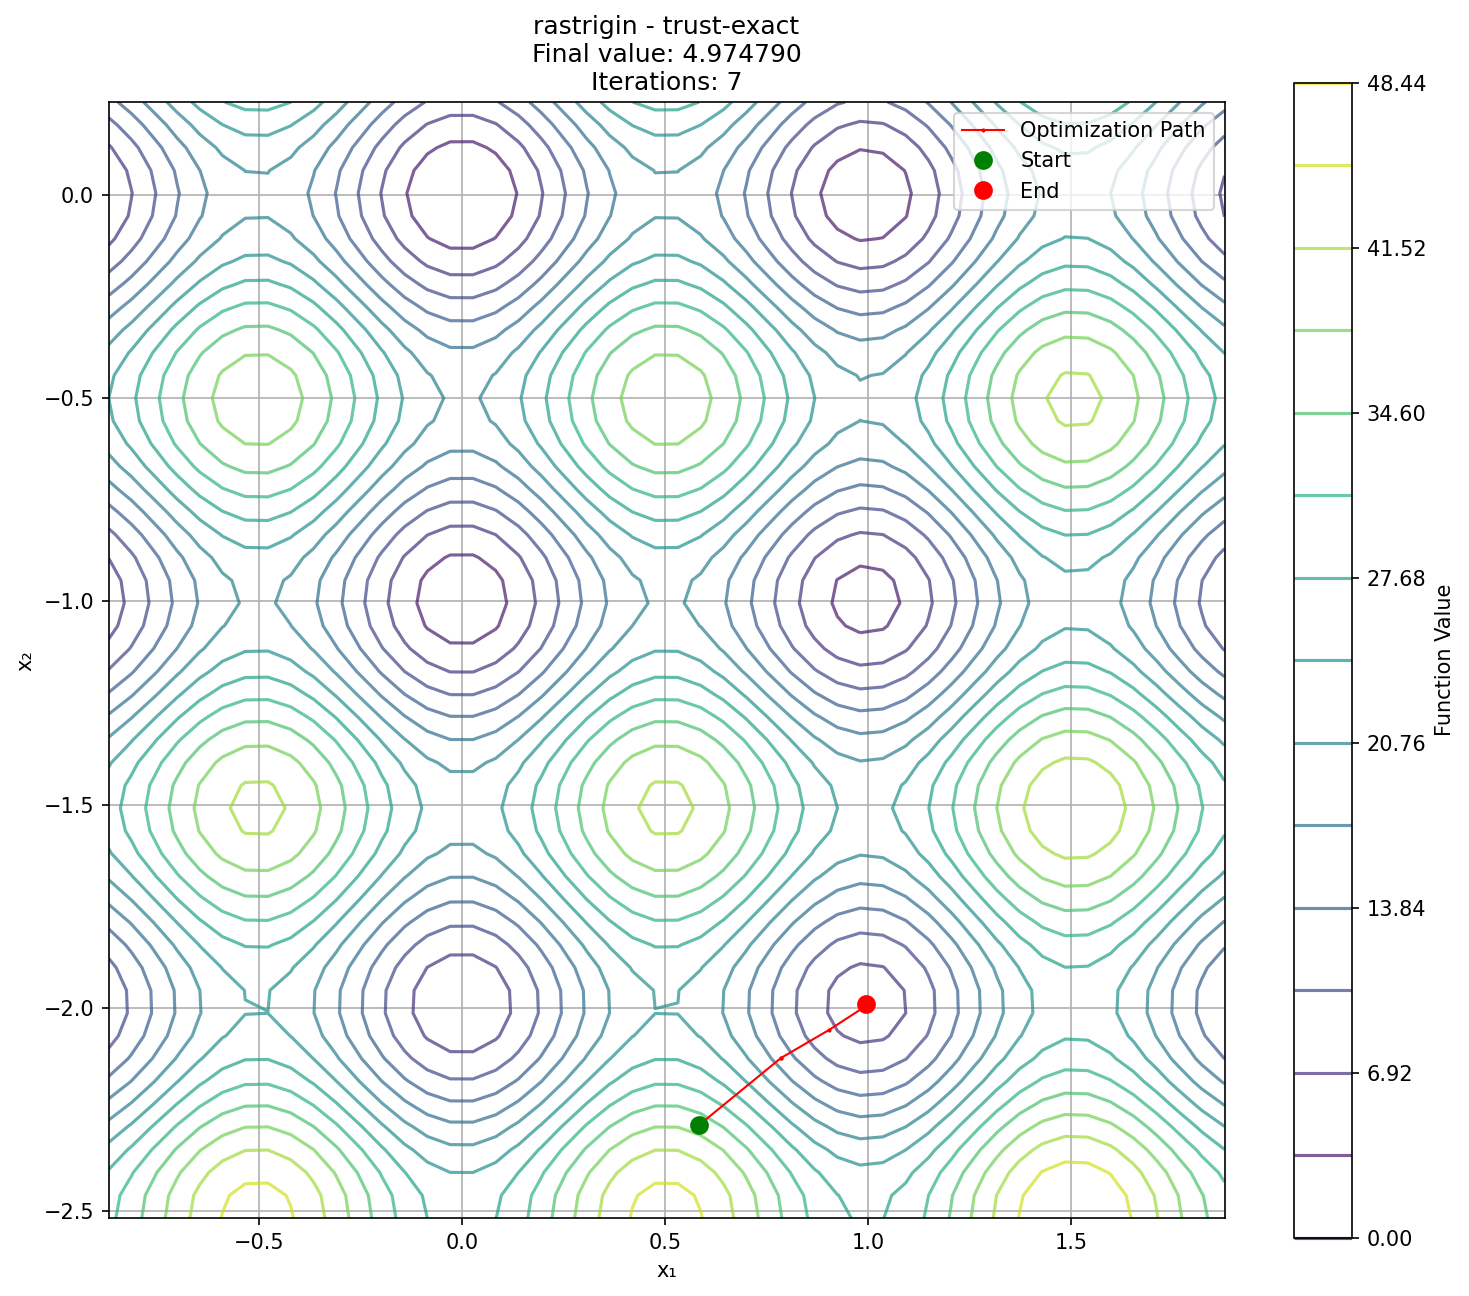 rastrigin - trust-exact
Final value: 4.974790
Iterations: 7
Optimization Path
Start
End
0.0
−0.5
−1.0
−1.5
−2.0
−2.5
x₂
−0.5
0.0
0.5
1.0
1.5
x₁
48.44
41.52
34.60
27.68
20.76
13.84
6.92
0.00
Function Value